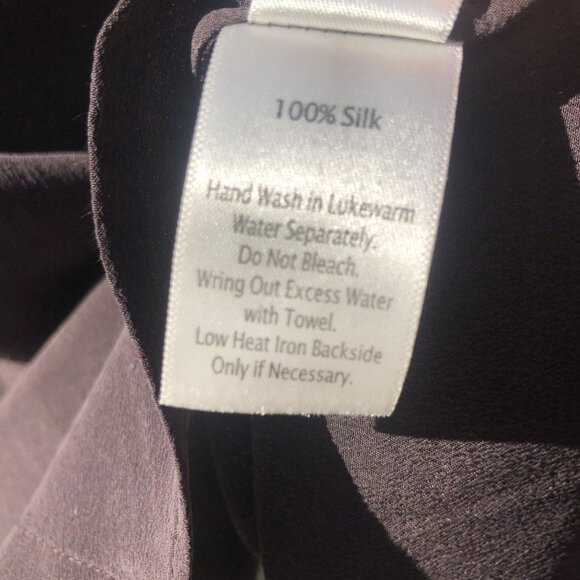 100% Silk
Hand Wash in Lukewarm
Water Separately.
Do Not Bleach.
Wring Out Excess Water
with Towel.
Low Heat Iron Backside
Only if Necessary.